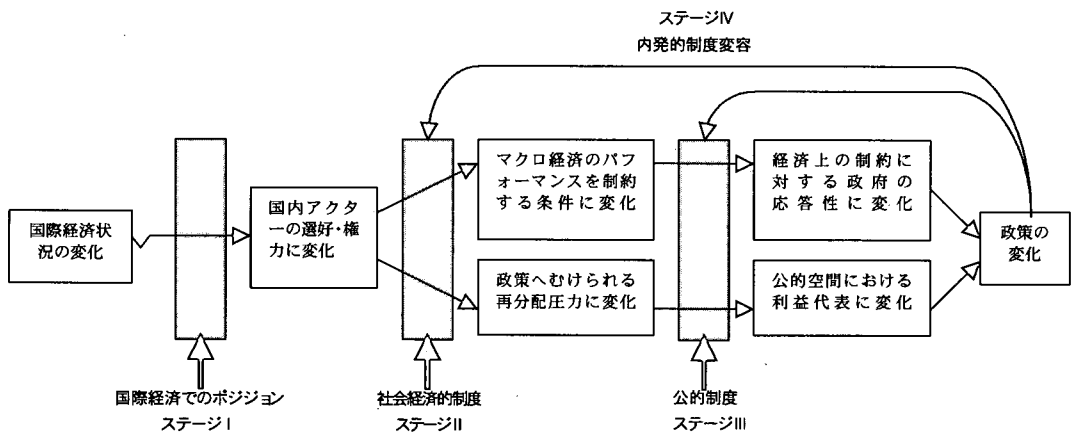 ステージⅣ
内発的制度変容
国際経済状
況の変化
国内アクタ
ーの選好・権
力に変化
マクロ経済のパフ
ォーマンスを制約
する条件に変化
政策へむけられる
再分配圧力に変化
経済上の制約に
対する政府の
応答性に変化
公的空間における
利益代表に変化
政策の
変化
国際経済でのポジジョン
ステージⅠ
社会経済的制度
ステージⅡ
公的制度
ステージⅢ